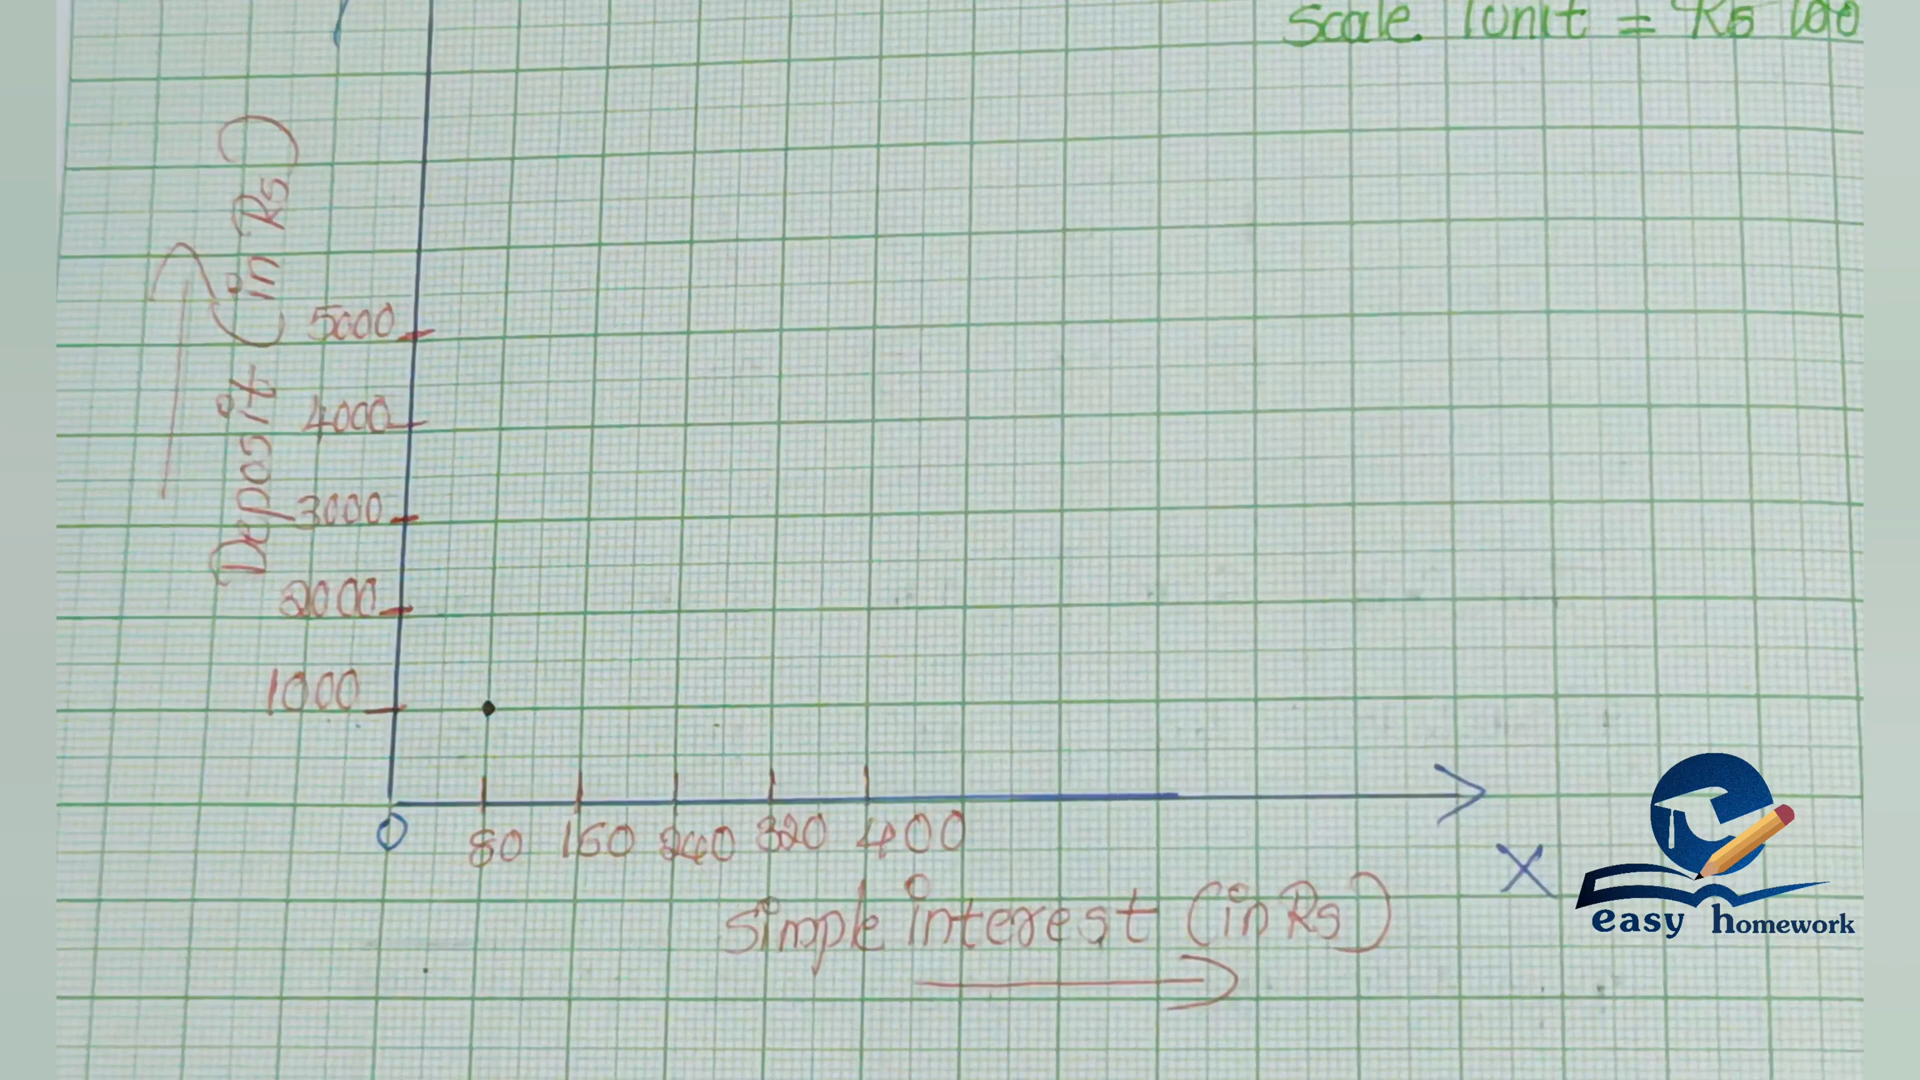 Scale 1unit = Rs 100
Deposit (in Rs)
5000
4000
3000
2000
1000
0
80 160 240 320 400
X
Simple interest (in Rs)
easy homework